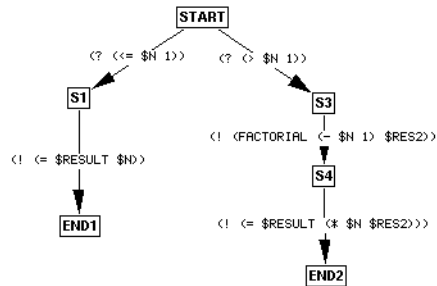 START
(? (<= $N 1)) (? (> $N 1))
S1
S3
(! (FACTORIAL (- $N 1) $RES2))
(! (= $RESULT $N))
S4
END1
(! (= $RESULT (* $N $RES2)))
END2